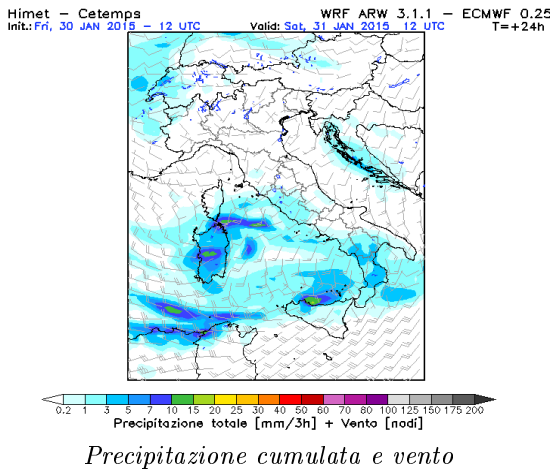 Himet – Cetemps WRF ARW 3.1.1 – ECMWF 0.25
Init.: Fri, 30 JAN 2015 – 12 UTC Valid: Sat, 31 JAN 2015 12 UTC T=+24h
0.2 1 3 5 7 10 15 20 25 30 40 50 60 70 80 100 125 150 175 200
Precipitazione totale [mm/3h] + Vento [nodi]
Precipitazione cumulata e vento